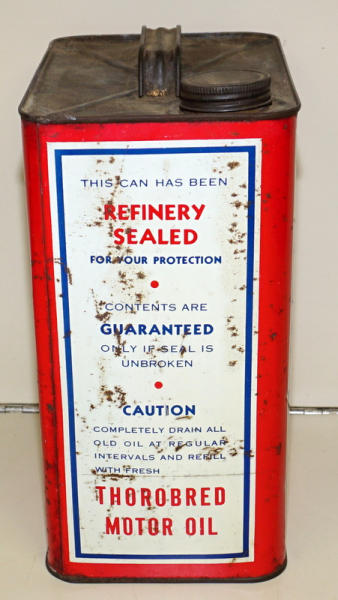 THIS CAN HAS BEEN
REFINERY
SEALED
FOR YOUR PROTECTION
CONTENTS ARE
GUARANTEED
ONLY IF SEAL IS
UNBROKEN
CAUTION
COMPLETELY DRAIN ALL
OLD OIL AT REGULAR
INTERVALS AND REFILL
WITH FRESH
THOROBRED
MOTOR OIL